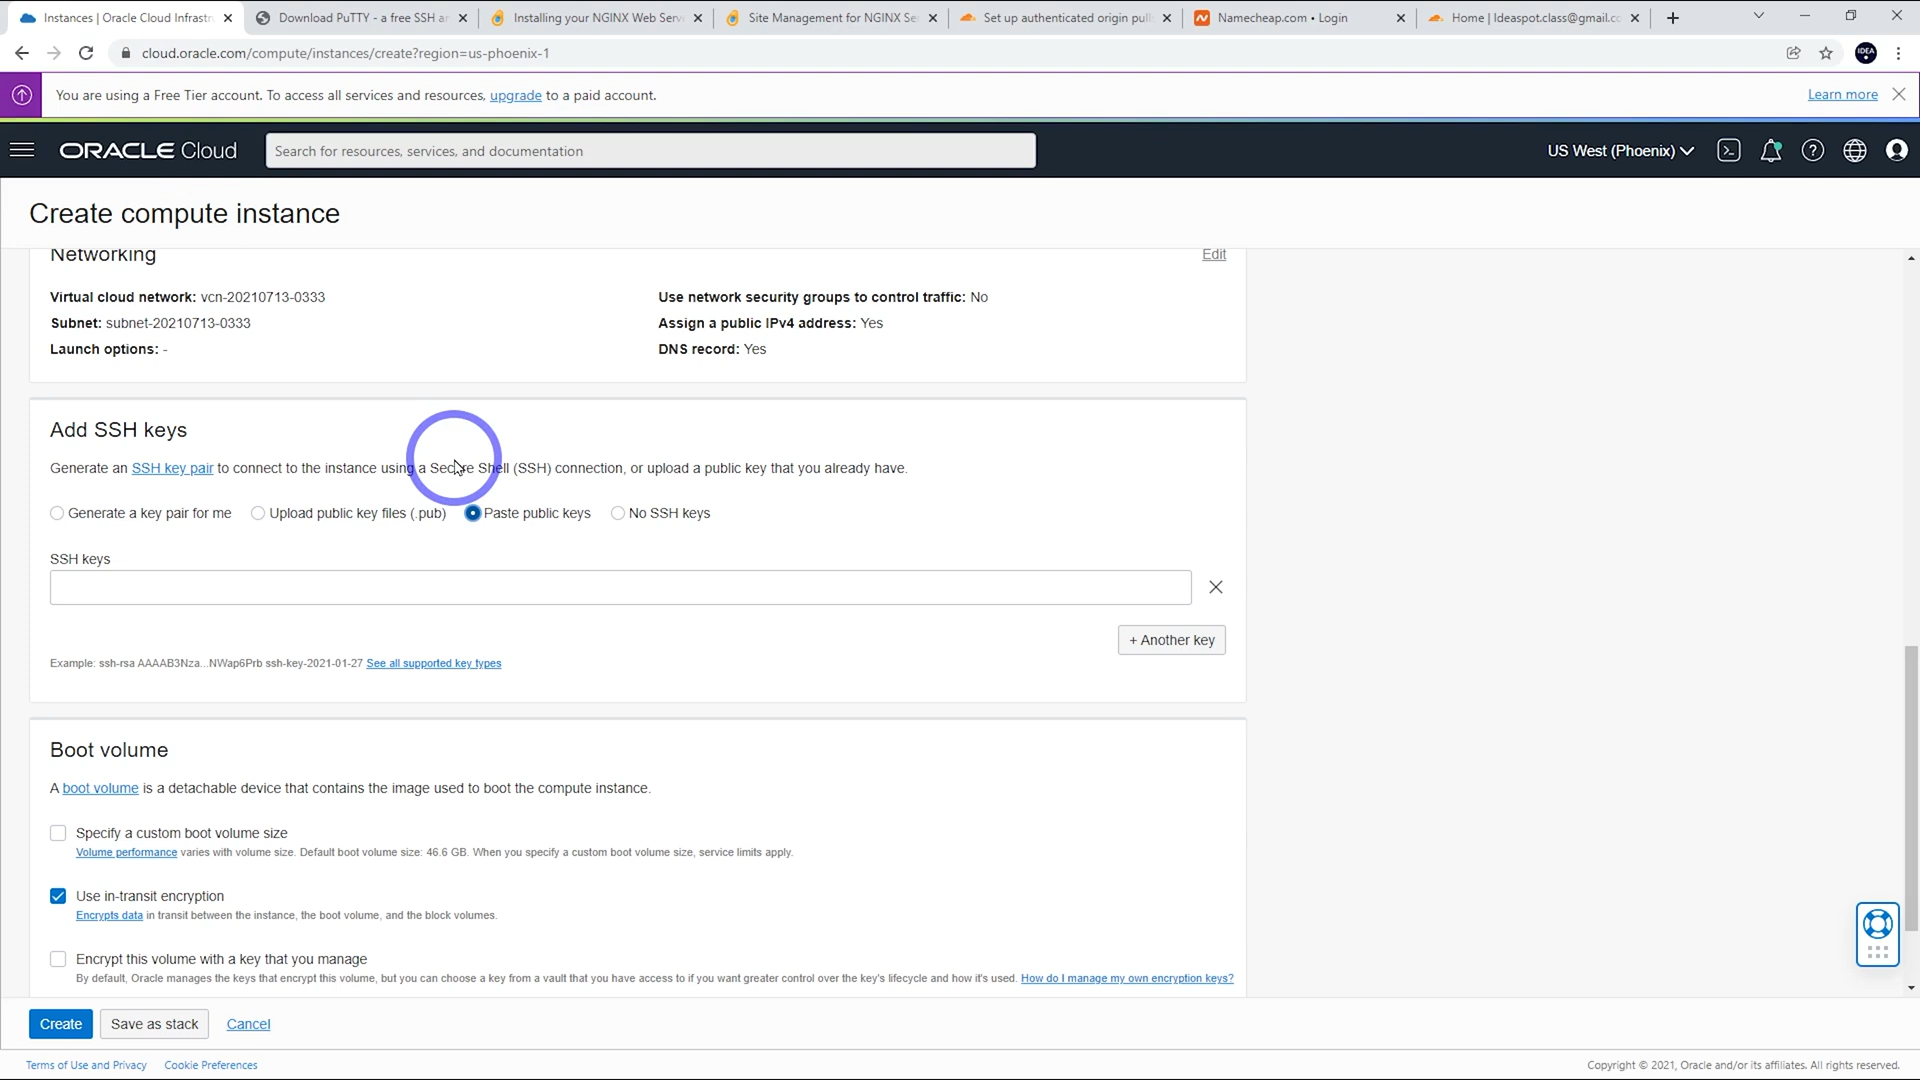 Instances | Oracle Cloud Infrastr
Download PuTTY - a free SSH an
Installing your NGINX Web Serve
Site Management for NGINX Se
Set up authenticated origin pull
Namecheap.com • Login
Home | Ideaspot.class@gmail.co
cloud.oracle.com/compute/instances/create?region=us-phoenix-1
IDEA
You are using a Free Tier account. To access all services and resources, upgrade to a paid account.
Learn more
ORACLE Cloud
Search for resources, services, and documentation
US West (Phoenix)
Create compute instance
Networking
Edit
Virtual cloud network: vcn-20210713-0333
Use network security groups to control traffic: No
Subnet: subnet-20210713-0333
Assign a public IPv4 address: Yes
Launch options: -
DNS record: Yes
Add SSH keys
Generate an SSH key pair to connect to the instance using a Secure Shell (SSH) connection, or upload a public key that you already have.
Generate a key pair for me
Upload public key files (.pub)
Paste public keys
No SSH keys
SSH keys
+ Another key
Example: ssh-rsa AAAAB3Nza...NWap6Prb ssh-key-2021-01-27 See all supported key types
Boot volume
A boot volume is a detachable device that contains the image used to boot the compute instance.
Specify a custom boot volume size
Volume performance varies with volume size. Default boot volume size: 46.6 GB. When you specify a custom boot volume size, service limits apply.
Use in-transit encryption
Encrypts data in transit between the instance, the boot volume, and the block volumes.
Encrypt this volume with a key that you manage
By default, Oracle manages the keys that encrypt this volume, but you can choose a key from a vault that you have access to if you want greater control over the key's lifecycle and how it's used. How do I manage my own encryption keys?
Create
Save as stack
Cancel
Terms of Use and Privacy
Cookie Preferences
Copyright © 2021, Oracle and/or its affiliates. All rights reserved.